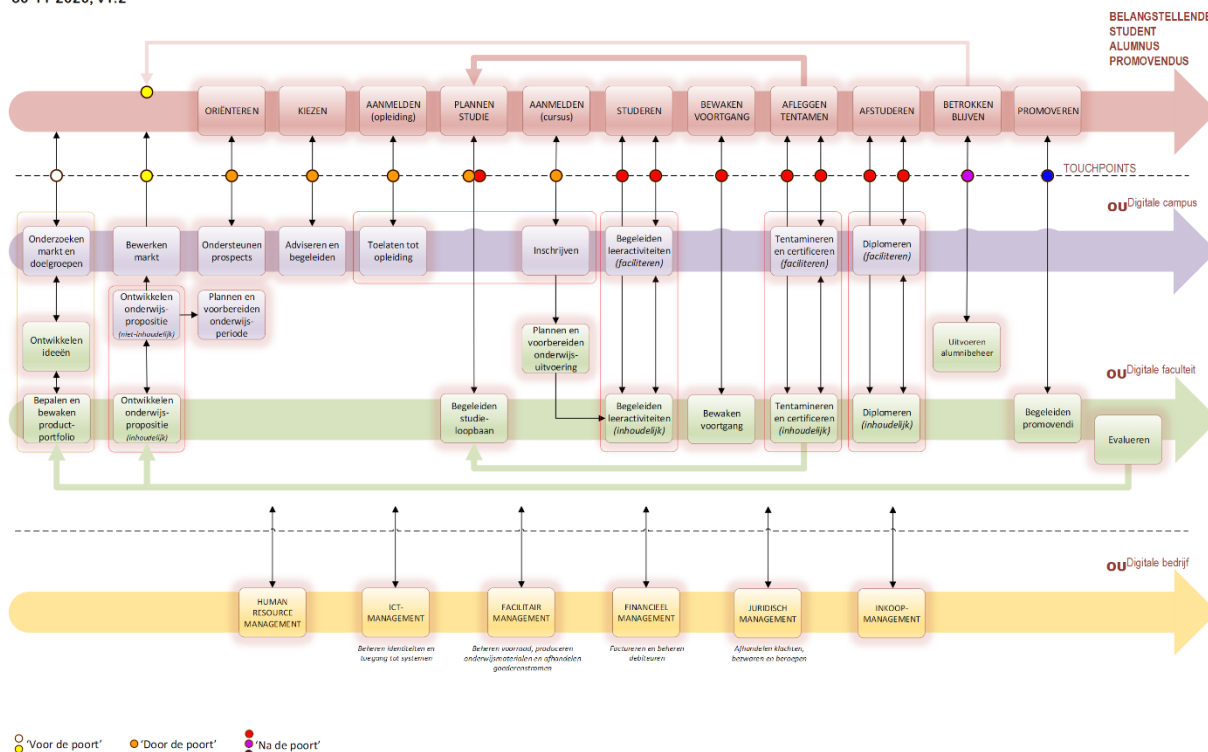 BELANGSTELLENDE
STUDENT
ALUMNUS
PROMOVENDUS
ORIËNTEREN
KIEZEN
AANMELDEN
(opleiding)
PLANNEN
STUDIE
AANMELDEN
(cursus)
STUDEREN
BEWAKEN
VOORTGANG
AFLEGGEN
TENTAMEN
AFSTUDEREN
BETROKKEN
BLIJVEN
PROMOVEREN
TOUCHPOINTS
OU Digitale campus
Onderzoeken
markt en
doelgroepen
Bewerken
markt
Ondersteunen
prospects
Adviseren en
begeleiden
Toelaten tot
opleiding
Inschrijven
Begeleiden
leeractiviteiten
(faciliteren)
Tentamineren
en certificeren
(faciliteren)
Diplomeren
(faciliteren)
Ontwikkelen
onderwijs-
propositie
(niet-inhoudelijk)
Plannen en
voorbereiden
onderwijs-
periode
Ontwikkelen
ideeën
Plannen en
voorbereiden
onderwijs-
uitvoering
Uitvoeren
alumnibeheer
OU Digitale faculteit
Bepalen en
bewaken
product-
portfolio
Ontwikkelen
onderwijs-
propositie
(inhoudelijk)
Begeleiden
studie-
loopbaan
Begeleiden
leeractiviteiten
(inhoudelijk)
Bewaken
voortgang
Tentamineren
en certificeren
(inhoudelijk)
Diplomeren
(inhoudelijk)
Begeleiden
promovendi
Evalueren
OU Digitale bedrijf
HUMAN
RESOURCE
MANAGEMENT
ICT-
MANAGEMENT
FACILITAIR
MANAGEMENT
FINANCIEEL
MANAGEMENT
JURIDISCH
MANAGEMENT
INKOOP-
MANAGEMENT
Beheren identiteiten en
toegang tot systemen
Beheren voorraad, produceren
onderwijsmaterialen en afhandelen
goederenstromen
Factureren en beheren
debiteuren
Afhandelen klachten,
bezwaren en beroepen
'Voor de poort'
'Door de poort'
'Na de poort'